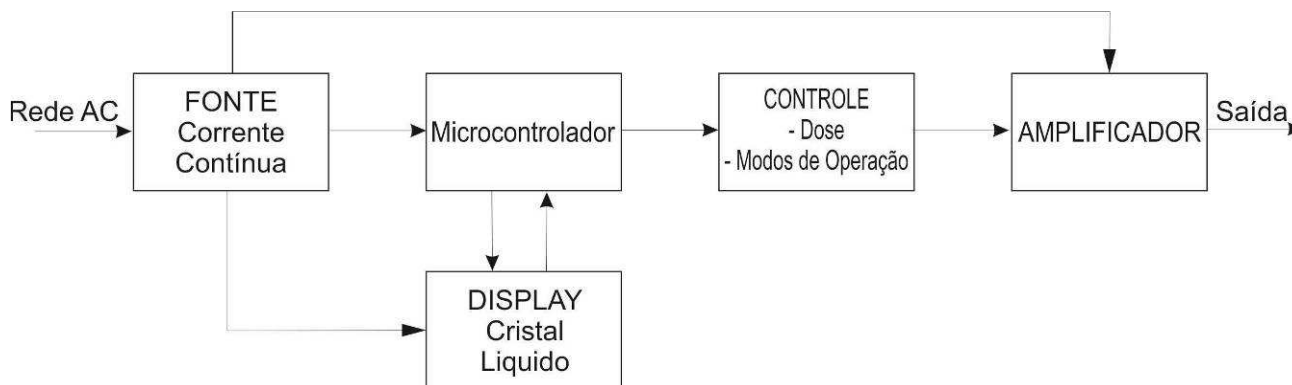 Rede AC
FONTE
Corrente
Contínua
Microcontrolador
CONTROLE
- Dose
- Modos de Operação
AMPLIFICADOR
Saída
DISPLAY
Cristal
Liquido